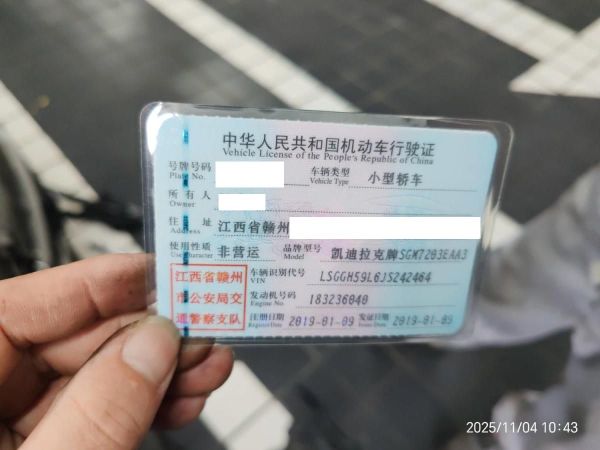 中华人民共和国机动车行驶证
Vehicle License of the People's Republic of China
号牌号码 车辆类型 小型轿车
Plate No. Vehicle Type
所有人
Owner
住址 江西省赣州
Address
使用性质 非营运 品牌型号 凯迪拉克牌SGM7203EAA3
Use Character Model
江西省赣州 车辆识别代号 LSGGH59L6JS242464
VIN
市公安局交 发动机号码 183236040
Engine No.
通警察支队 注册日期 2019-01-09 发证日期 2019-01-09
Register Date Issue Date
2025/11/04 10:43